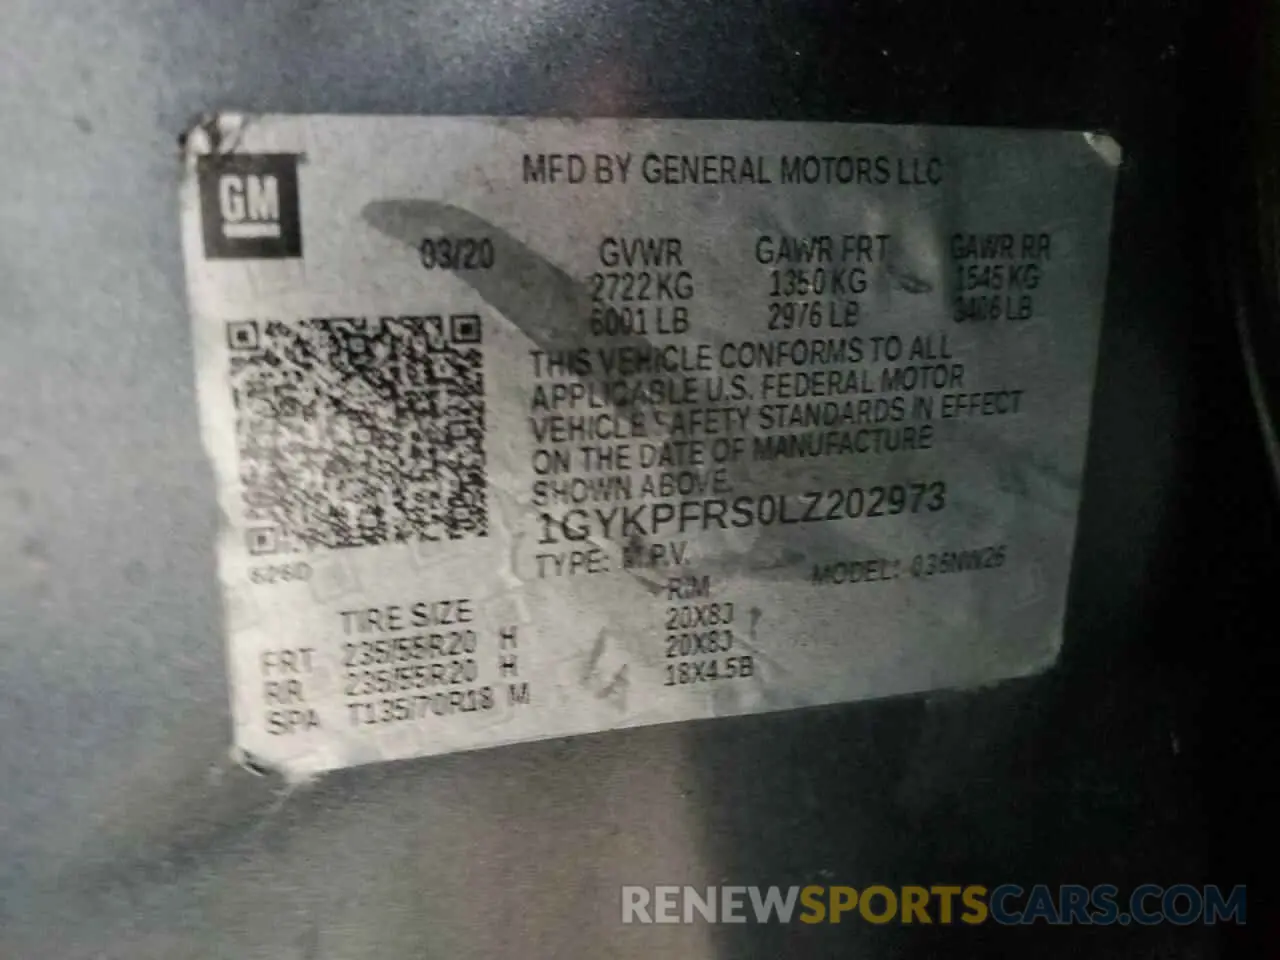 GM
MFD BY GENERAL MOTORS LLC
03/20 GVWR GAWR FRT GAWR RR
2722 KG 1350 KG 1545 KG
6001 LB 2976 LB 3406 LB
THIS VEHICLE CONFORMS TO ALL
APPLICABLE U.S. FEDERAL MOTOR
VEHICLE SAFETY STANDARDS IN EFFECT
ON THE DATE OF MANUFACTURE
SHOWN ABOVE.
1GYKPFRS0LZ202973
TYPE: M.P.V. MODEL:
TIRE SIZE RIM
FRT 235/55R20 H 20X8J
RR 235/55R20 H 20X8J
SPA T135/70R18 M 18X4.5B
RENEWSPORTSCARS.COM